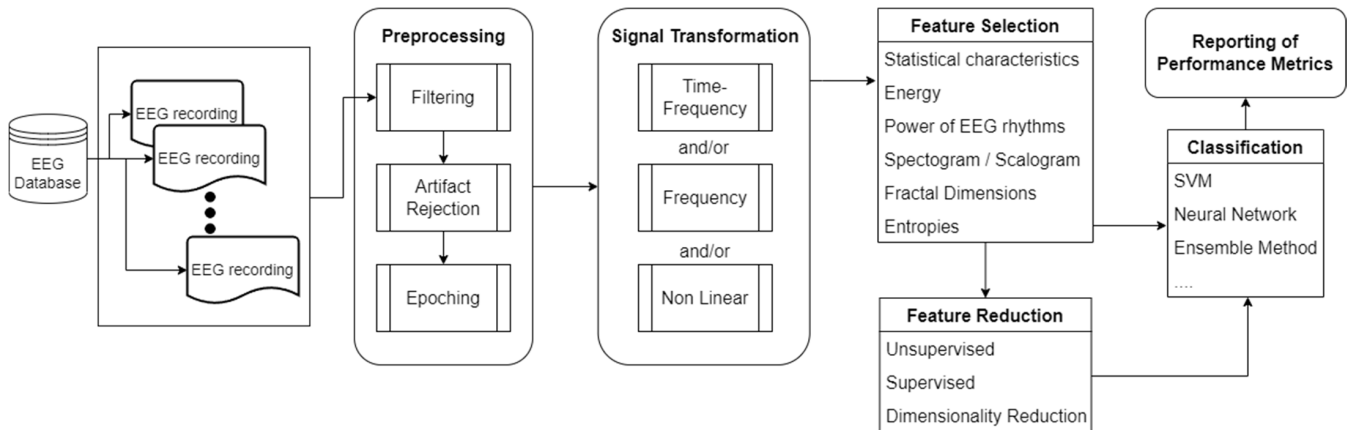 EEG
Database
EEG recording
EEG recording
EEG recording
Preprocessing
Filtering
Artifact
Rejection
Epoching
Signal Transformation
Time-
Frequency
and/or
Frequency
and/or
Non Linear
Feature Selection
Statistical characteristics
Energy
Power of EEG rhythms
Spectogram / Scalogram
Fractal Dimensions
Entropies
Feature Reduction
Unsupervised
Supervised
Dimensionality Reduction
Classification
SVM
Neural Network
Ensemble Method
....
Reporting of
Performance Metrics